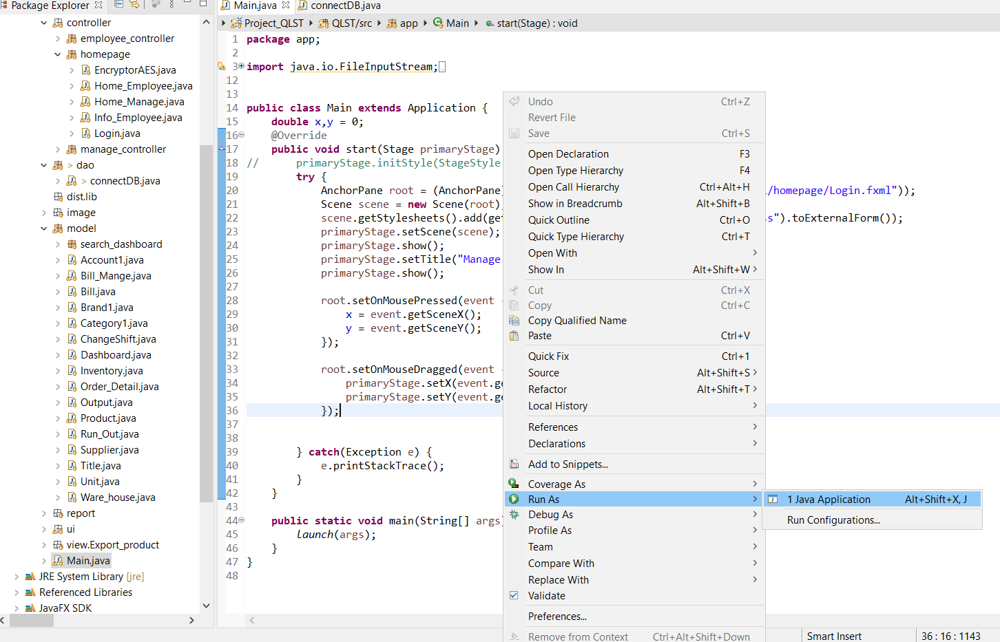 Package Explorer
controller
employee_controller
homepage
EncryptorAES.java
Home_Employee.java
Home_Manage.java
Info_Employee.java
Login.java
manage_controller
> dao
> connectDB.java
dist.lib
image
model
search_dashboard
Account1.java
Bill_Mange.java
Bill.java
Brand1.java
Category1.java
ChangeShift.java
Dashboard.java
Inventory.java
Order_Detail.java
Output.java
Product.java
Run_Out.java
Supplier.java
Title.java
Unit.java
Ware_house.java
report
ui
view.Export_product
Main.java
JRE System Library [jre]
Referenced Libraries
JavaFX SDK
Main.java
connectDB.java
Project_QLST
QLST/src
app
Main
start(Stage) : void
1 package app;
2
3 import java.io.FileInputStream;
12
13
14 public class Main extends Application {
15 double x,y = 0;
16 @Override
17 public void start(Stage primaryStage)
18 // primaryStage.initStyle(StageStyle
19 try {
20 AnchorPane root = (AnchorPane) /homepage/Login.fxml"));
21 Scene scene = new Scene(root)
22 scene.getStylesheets().add(ge s").toExternalForm());
23 primaryStage.setScene(scene);
24 primaryStage.show();
25 primaryStage.setTitle("Manage
26 primaryStage.show();
27
28 root.setOnMousePressed(event
29 x = event.getSceneX();
30 y = event.getSceneY();
31 });
32
33 root.setOnMouseDragged(event
34 primaryStage.setX(event.ge
35 primaryStage.setY(event.ge
36 });
37
38
39 } catch(Exception e) {
40 e.printStackTrace();
41 }
42 }
43
44 public static void main(String[] args)
45 launch(args);
46 }
47 }
48
Undo Ctrl+Z
Revert File
Save Ctrl+S
Open Declaration F3
Open Type Hierarchy F4
Open Call Hierarchy Ctrl+Alt+H
Show in Breadcrumb Alt+Shift+B
Quick Outline Ctrl+O
Quick Type Hierarchy Ctrl+T
Open With
Show In Alt+Shift+W
Cut Ctrl+X
Copy Ctrl+C
Copy Qualified Name
Paste Ctrl+V
Quick Fix Ctrl+1
Source Alt+Shift+S
Refactor Alt+Shift+T
Local History
References
Declarations
Add to Snippets...
Coverage As
Run As
Debug As
Profile As
Team
Compare With
Replace With
Validate
Preferences...
Remove from Context Ctrl+Alt+Shift+Down
1 Java Application Alt+Shift+X, J
Run Configurations...
Smart Insert
36 : 16 : 1143